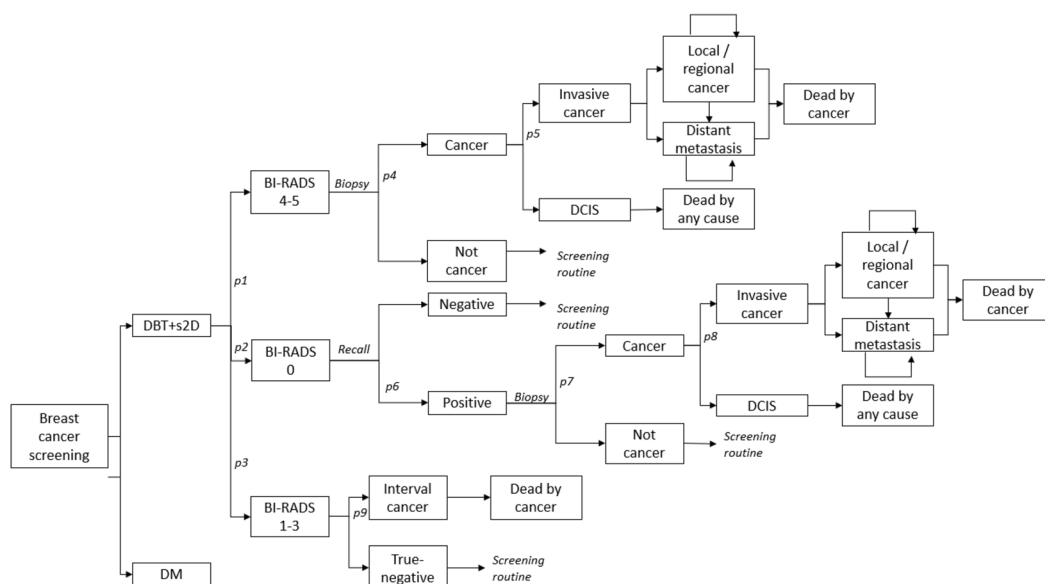 Breast
cancer
screening
DBT+s2D
DM
p1
p2
p3
BI-RADS
4-5
Biopsy
p4
Cancer
p5
Invasive
cancer
Local /
regional
cancer
Distant
metastasis
Dead by
cancer
DCIS
Dead by
any cause
Not
cancer
Screening
routine
BI-RADS
0
Recall
p6
Negative
Screening
routine
Positive
Biopsy
p7
Cancer
p8
Invasive
cancer
Local /
regional
cancer
Distant
metastasis
Dead by
cancer
DCIS
Dead by
any cause
Not
cancer
Screening
routine
BI-RADS
1-3
p9
Interval
cancer
Dead by
cancer
True-
negative
Screening
routine